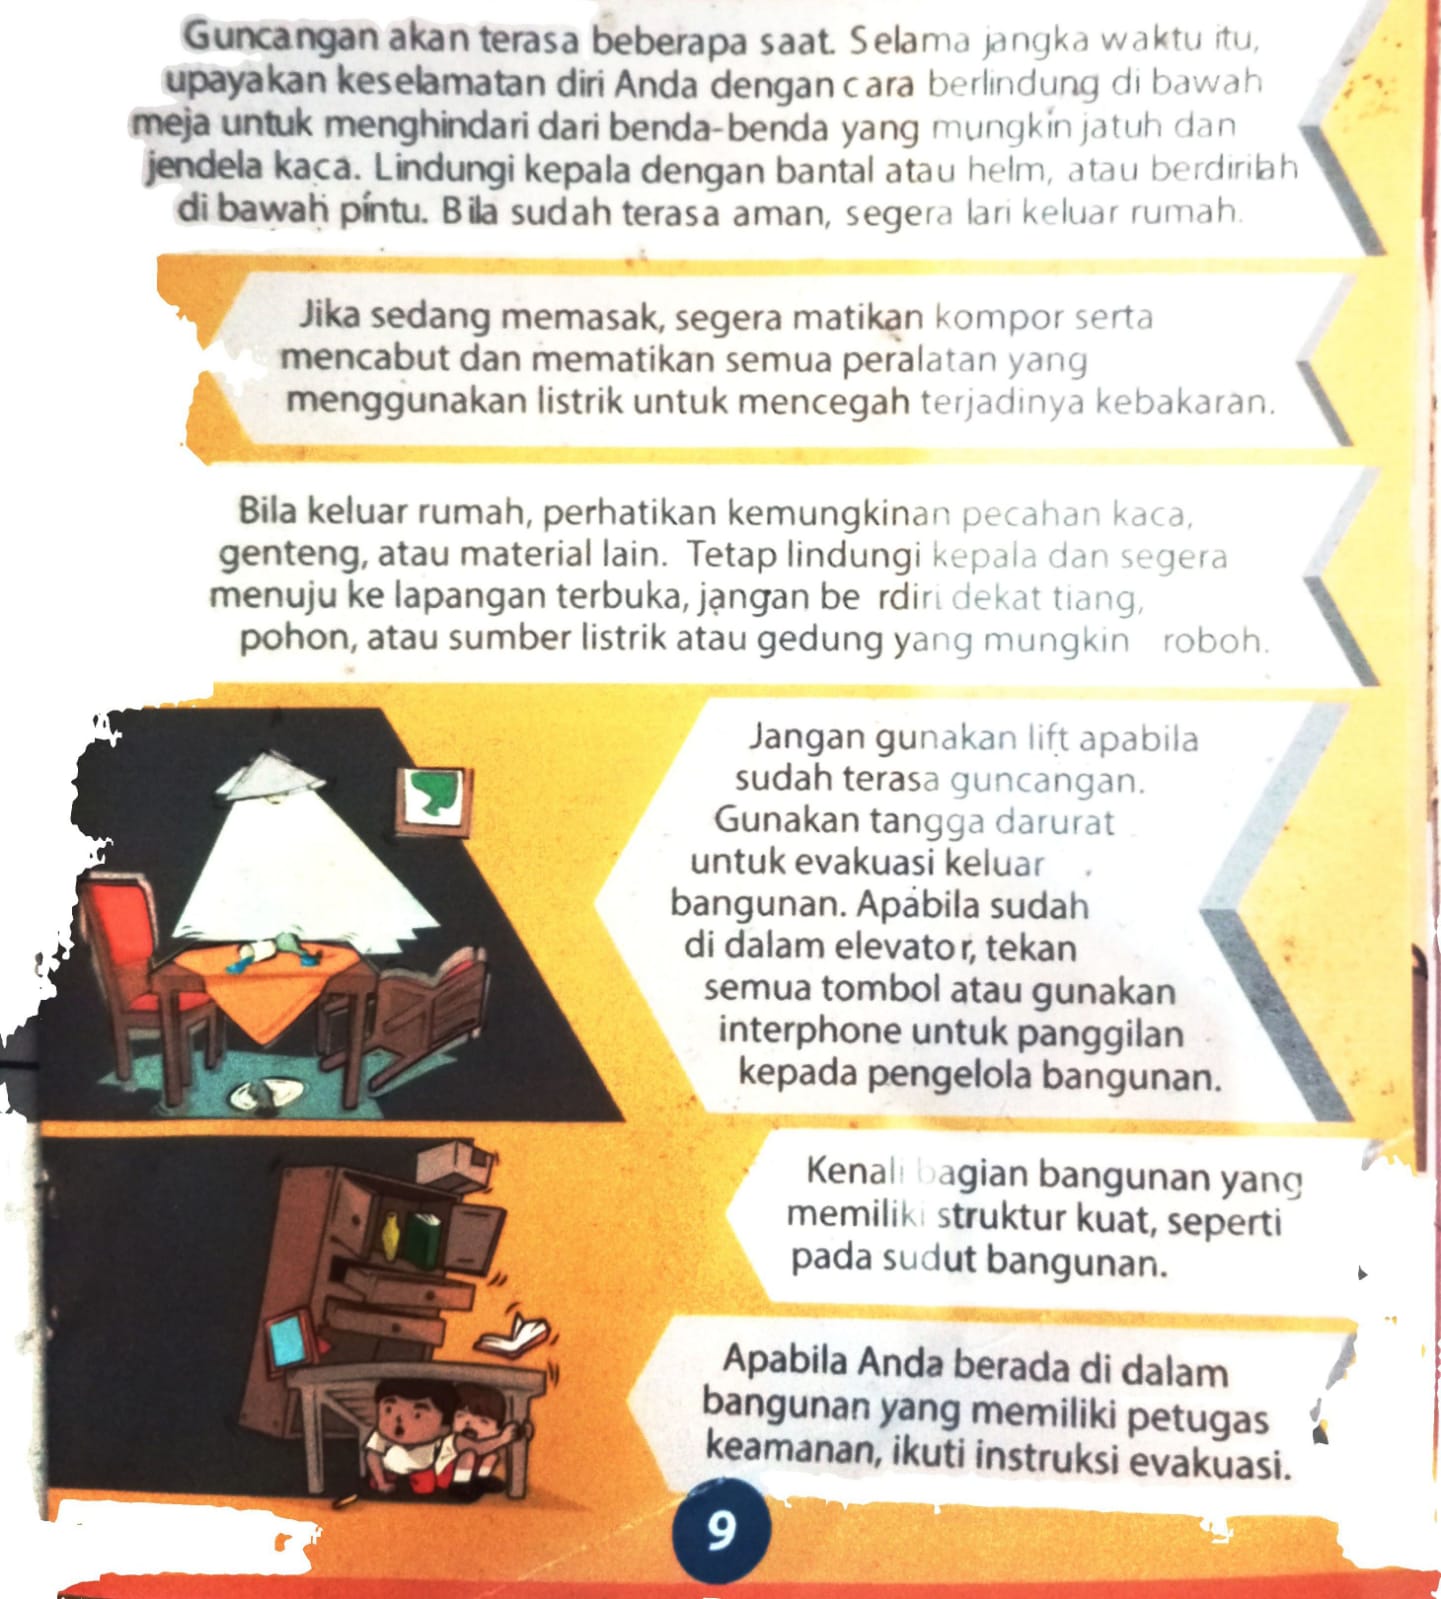 Guncangan akan terasa beberapa saat. Selama jangka waktu itu,
upayakan keselamatan diri Anda dengan cara berlindung di bawah
meja untuk menghindari dari benda-benda yang mungkin jatuh dan
jendela kaca. Lindungi kepala dengan bantal atau helm, atau berdirilah
di bawah pintu. Bila sudah terasa aman, segera lari keluar rumah.
Jika sedang memasak, segera matikan kompor serta
mencabut dan mematikan semua peralatan yang
menggunakan listrik untuk mencegah terjadinya kebakaran.
Bila keluar rumah, perhatikan kemungkinan pecahan kaca,
genteng, atau material lain. Tetap lindungi kepala dan segera
menuju ke lapangan terbuka, jangan be rdiri dekat tiang,
pohon, atau sumber listrik atau gedung yang mungkin roboh.
Jangan gunakan lift apabila
sudah terasa guncangan.
Gunakan tangga darurat
untuk evakuasi keluar
bangunan. Apabila sudah
di dalam elevator, tekan
semua tombol atau gunakan
interphone untuk panggilan
kepada pengelola bangunan.
Kenali bagian bangunan yang
memiliki struktur kuat, seperti
pada sudut bangunan.
Apabila Anda berada di dalam
bangunan yang memiliki petugas
keamanan, ikuti instruksi evakuasi.
9